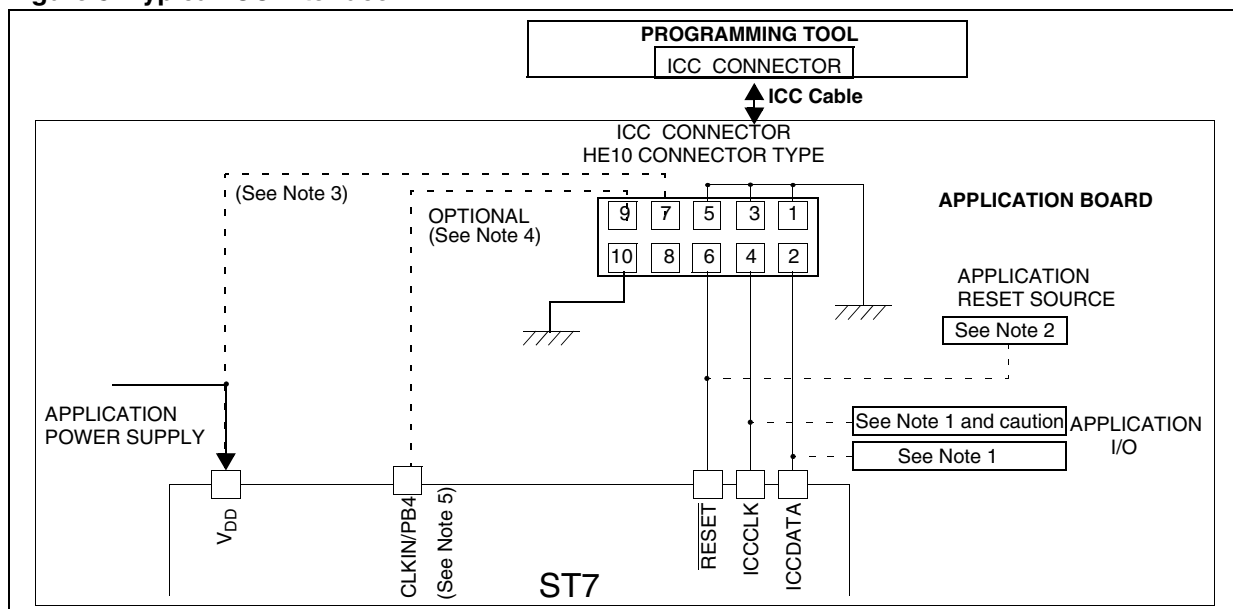 PROGRAMMING TOOL
ICC CONNECTOR
ICC Cable
ICC CONNECTOR
HE10 CONNECTOR TYPE
(See Note 3)
OPTIONAL
(See Note 4)
9 7 5 3 1
10 8 6 4 2
APPLICATION BOARD
APPLICATION
RESET SOURCE
See Note 2
APPLICATION
POWER SUPPLY
See Note 1 and caution
See Note 1
APPLICATION
I/O
VDD
CLKIN/PB4
(See Note 5)
RESET
ICCCLK
ICCDATA
ST7